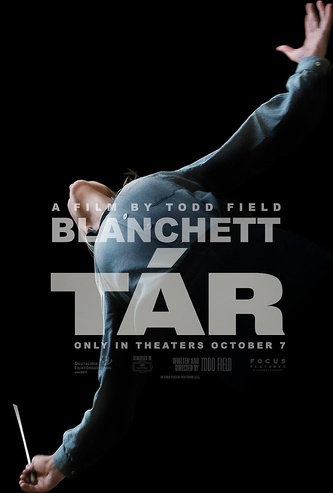 A FILM BY TODD FIELD
BLANCHETT
TÁR
ONLY IN THEATERS OCTOBER 7
WRITTEN AND
DIRECTED BY TODD FIELD
FOCUS
FEATURES